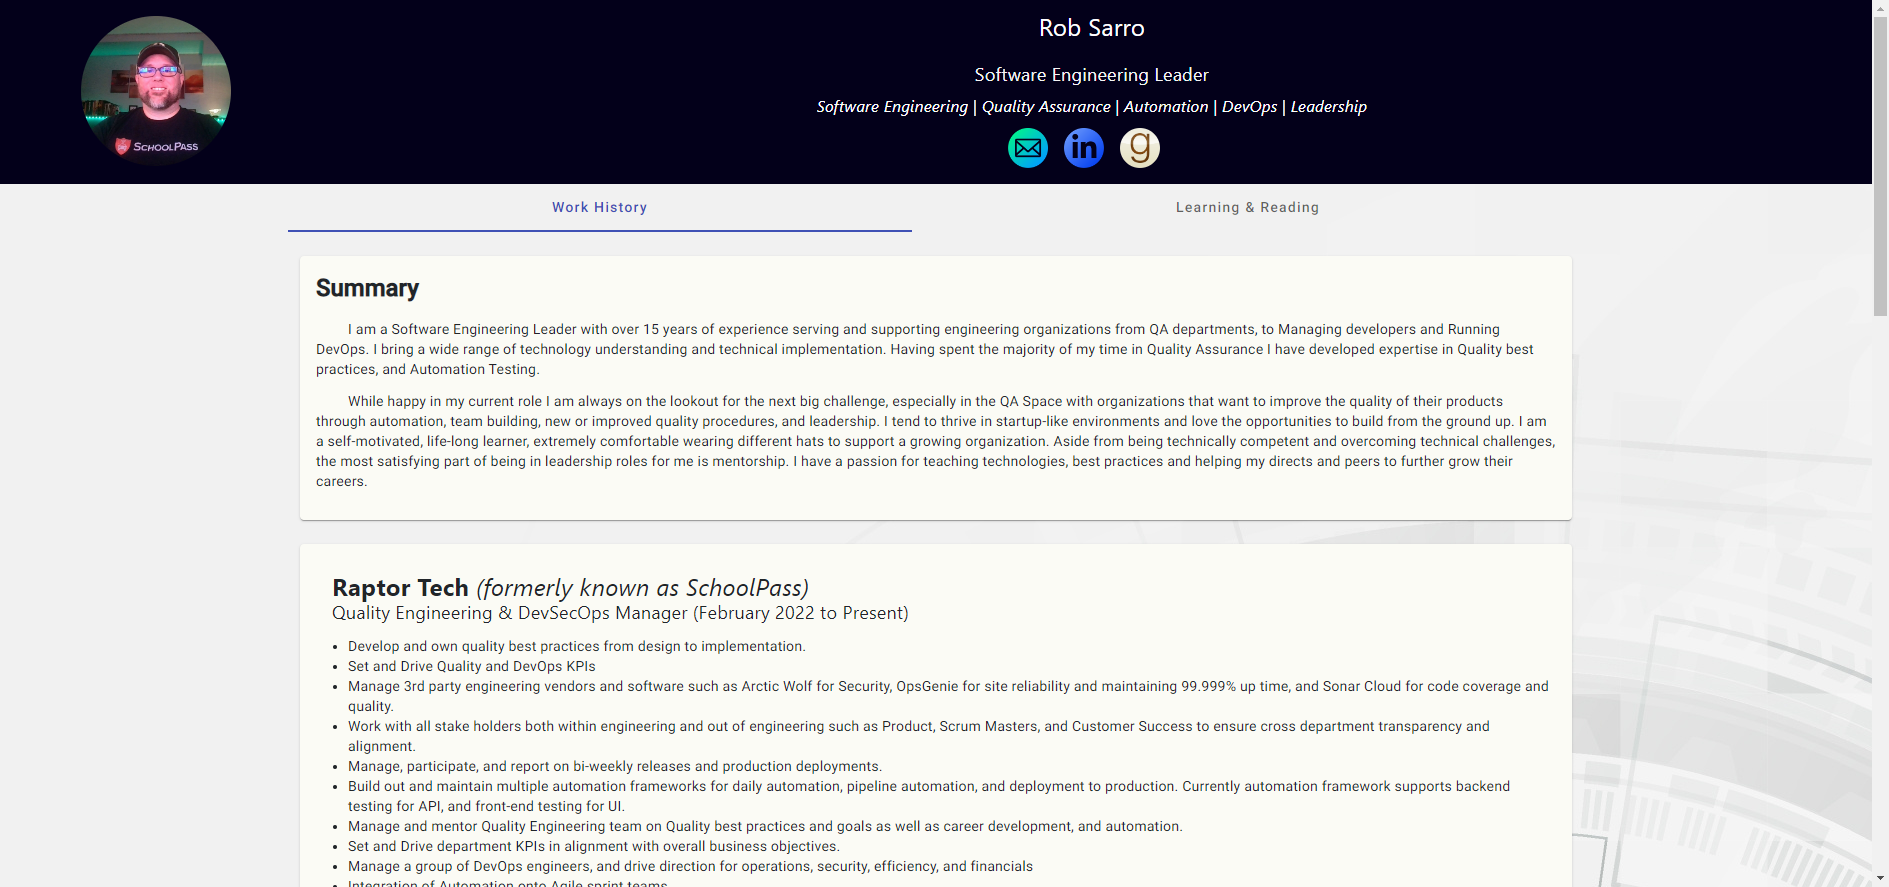 Rob Sarro
Software Engineering Leader
Software Engineering | Quality Assurance | Automation | DevOps | Leadership
in
g
SCHOOLPASS
Work History
Learning & Reading
Summary
I am a Software Engineering Leader with over 15 years of experience serving and supporting engineering organizations from QA departments, to Managing developers and Running
DevOps. I bring a wide range of technology understanding and technical implementation. Having spent the majority of my time in Quality Assurance I have developed expertise in Quality best
practices, and Automation Testing.
While happy in my current role I am always on the lookout for the next big challenge, especially in the QA Space with organizations that want to improve the quality of their products
through automation, team building, new or improved quality procedures, and leadership. I tend to thrive in startup-like environments and love the opportunities to build from the ground up. I am
a self-motivated, life-long learner, extremely comfortable wearing different hats to support a growing organization. Aside from being technically competent and overcoming technical challenges,
the most satisfying part of being in leadership roles for me is mentorship. I have a passion for teaching technologies, best practices and helping my directs and peers to further grow their
careers.
Raptor Tech (formerly known as SchoolPass)
Quality Engineering & DevSecOps Manager (February 2022 to Present)
• Develop and own quality best practices from design to implementation.
• Set and Drive Quality and DevOps KPIs
• Manage 3rd party engineering vendors and software such as Arctic Wolf for Security, OpsGenie for site reliability and maintaining 99.999% up time, and Sonar Cloud for code coverage and
quality.
• Work with all stake holders both within engineering and out of engineering such as Product, Scrum Masters, and Customer Success to ensure cross department transparency and
alignment.
• Manage, participate, and report on bi-weekly releases and production deployments.
• Build out and maintain multiple automation frameworks for daily automation, pipeline automation, and deployment to production. Currently automation framework supports backend
testing for API, and front-end testing for UI.
• Manage and mentor Quality Engineering team on Quality best practices and goals as well as career development, and automation.
• Set and Drive department KPIs in alignment with overall business objectives.
• Manage a group of DevOps engineers, and drive direction for operations, security, efficiency, and financials
• Integration of Automation onto Agile sprint teams